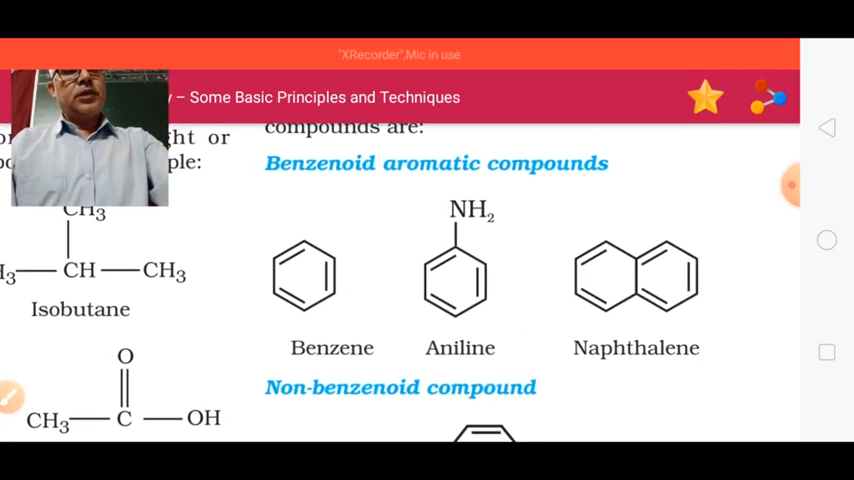 "XRecorder",Mic in use
– Some Basic Principles and Techniques
ght or
ple:
CH3
CH CH3
Isobutane
O
CH3 C OH
compounds are:
Benzenoid aromatic compounds
NH2
Benzene Aniline Naphthalene
Non-benzenoid compound